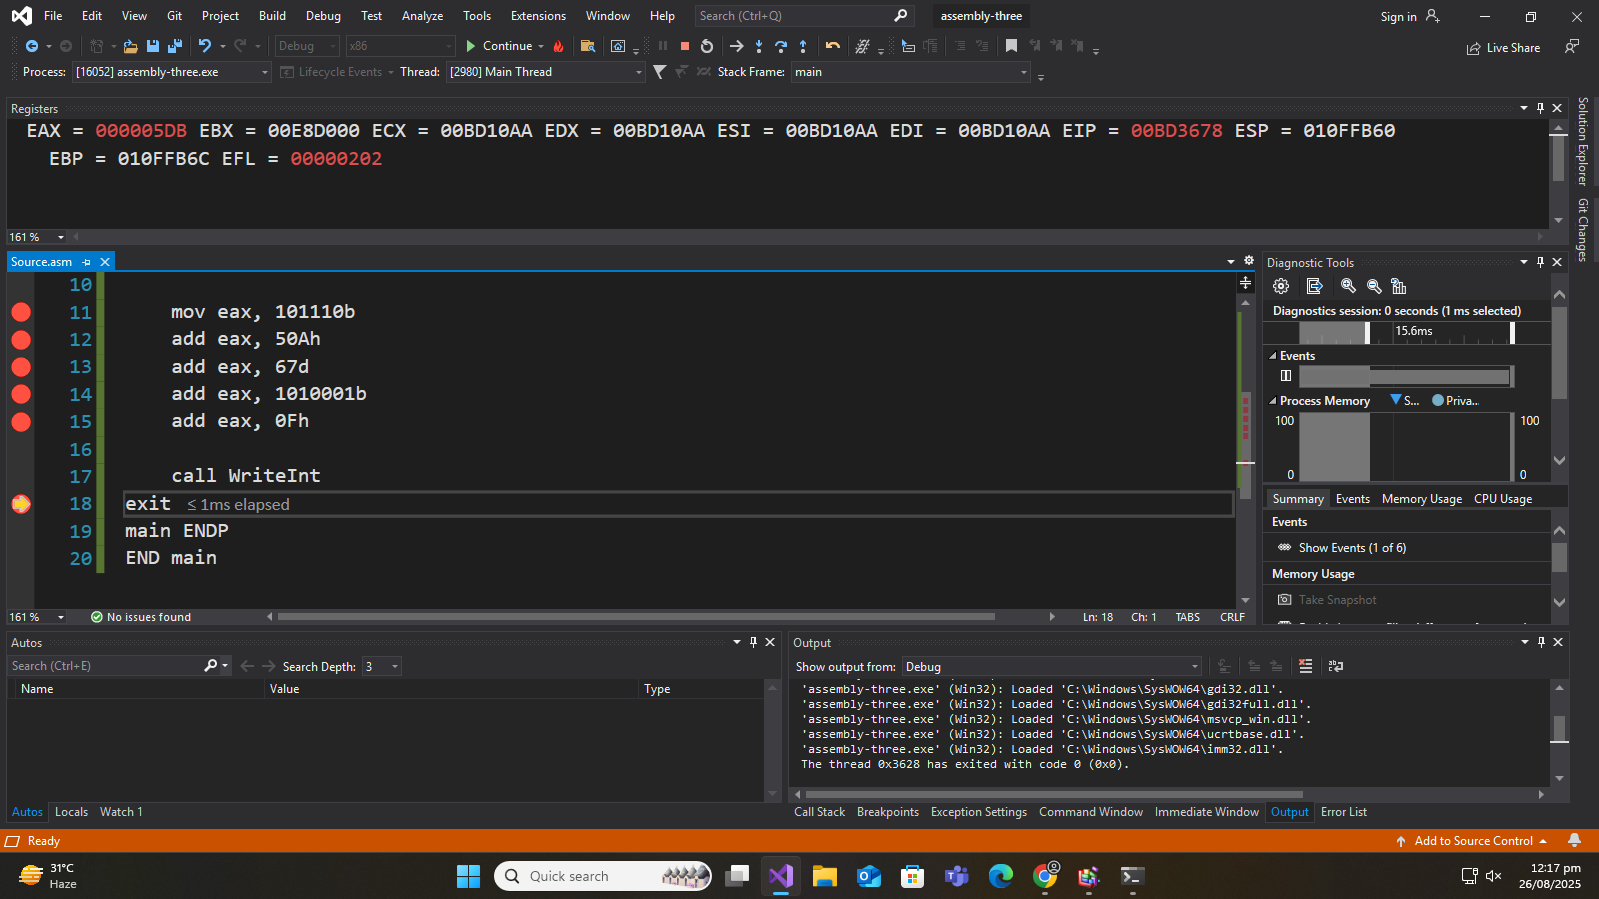 File Edit View Git Project Build Debug Test Analyze Tools Extensions Window Help Search (Ctrl+Q) assembly-three Sign in
Debug x86 Continue Live Share
Process: [16052] assembly-three.exe Lifecycle Events Thread: [2980] Main Thread Stack Frame: main
Registers
EAX = 000005DB EBX = 00E8D000 ECX = 00BD10AA EDX = 00BD10AA ESI = 00BD10AA EDI = 00BD10AA EIP = 00BD3678 ESP = 010FFB60
EBP = 010FFB6C EFL = 00000202
161 %
Solution Explorer
Git Changes
Source.asm
10
11 mov eax, 101110b
12 add eax, 50Ah
13 add eax, 67d
14 add eax, 1010001b
15 add eax, 0Fh
16
17 call WriteInt
18 exit ≤ 1ms elapsed
19 main ENDP
20 END main
161 % No issues found Ln: 18 Ch: 1 TABS CRLF
Diagnostic Tools
Diagnostics session: 0 seconds (1 ms selected)
15.6ms
Events
Process Memory S... Priva...
100 100
0 0
Summary Events Memory Usage CPU Usage
Events
Show Events (1 of 6)
Memory Usage
Take Snapshot
Autos
Search (Ctrl+E) Search Depth: 3
Name Value Type
Autos Locals Watch 1
Output
Show output from: Debug
'assembly-three.exe' (Win32): Loaded 'C:\Windows\SysWOW64\gdi32.dll'.
'assembly-three.exe' (Win32): Loaded 'C:\Windows\SysWOW64\gdi32full.dll'.
'assembly-three.exe' (Win32): Loaded 'C:\Windows\SysWOW64\msvcp_win.dll'.
'assembly-three.exe' (Win32): Loaded 'C:\Windows\SysWOW64\ucrtbase.dll'.
'assembly-three.exe' (Win32): Loaded 'C:\Windows\SysWOW64\imm32.dll'.
The thread 0x3628 has exited with code 0 (0x0).
Call Stack Breakpoints Exception Settings Command Window Immediate Window Output Error List
Ready Add to Source Control
31°C
Haze
Quick search
12:17 pm
26/08/2025